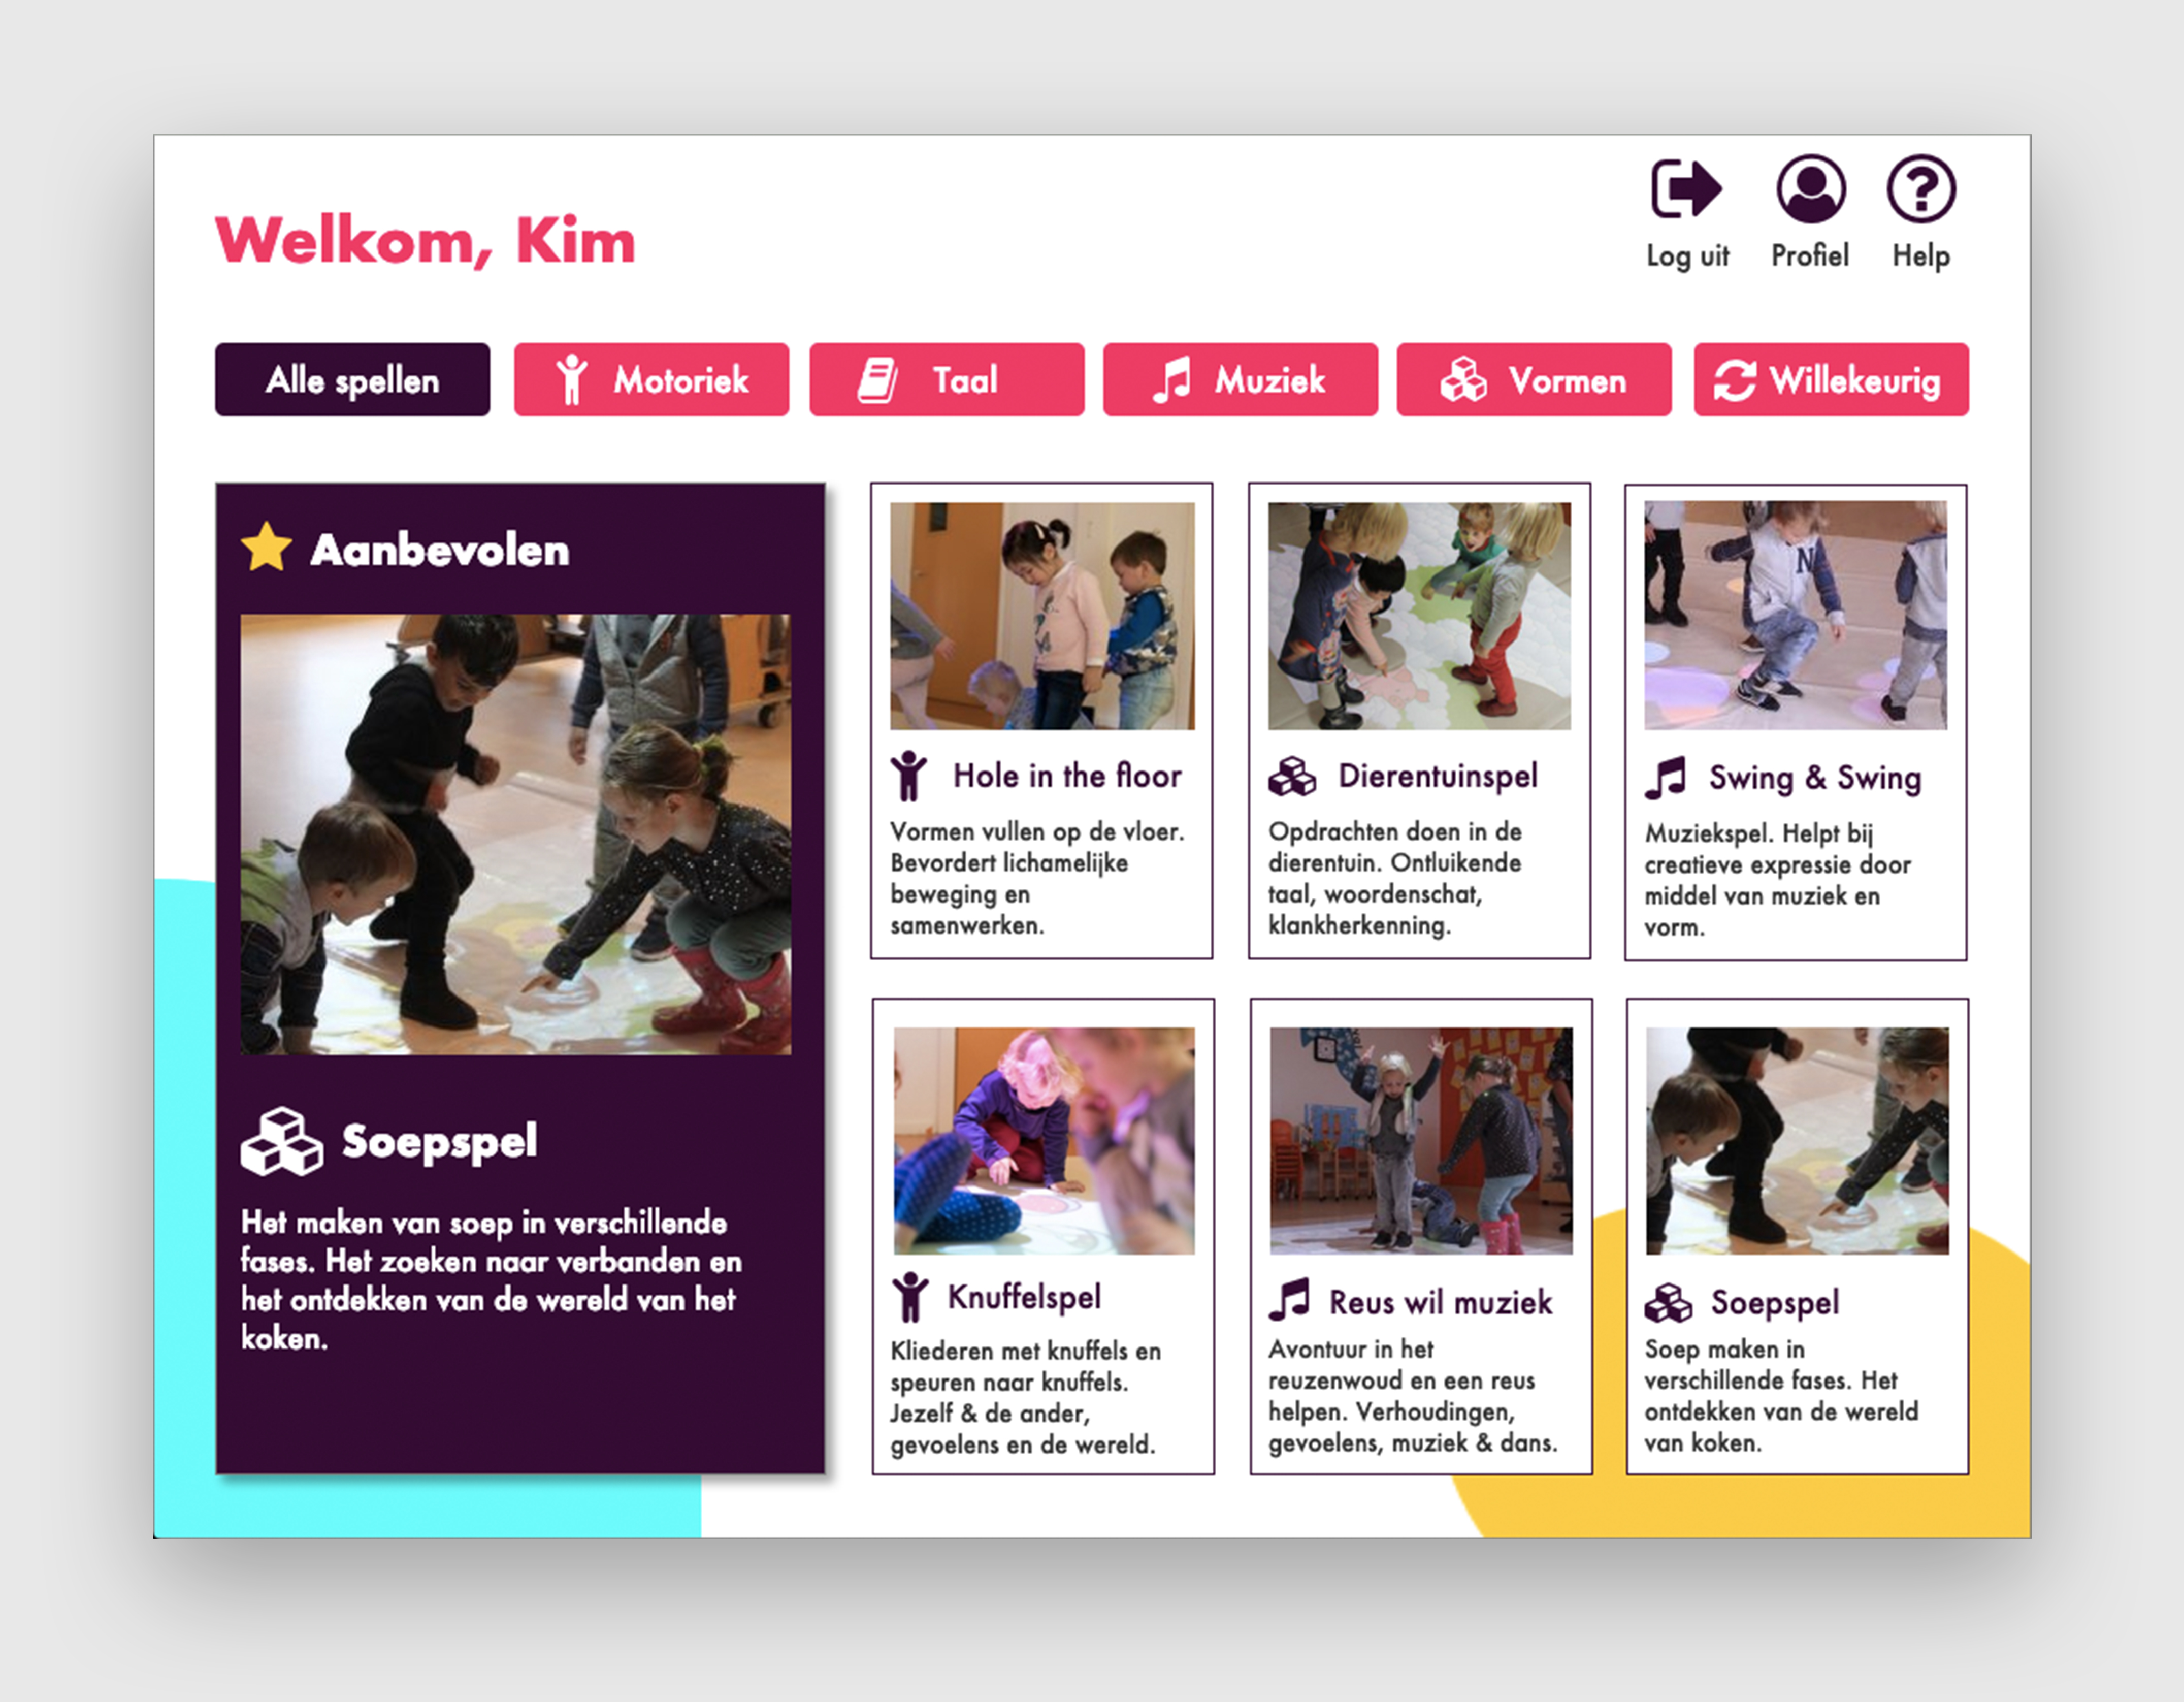 Welkom, Kim
Log uit
Profiel
Help
Alle spellen
Motoriek
Taal
Muziek
Vormen
Willekeurig
Aanbevolen
Soepspel
Het maken van soep in verschillende
fases. Het zoeken naar verbanden en
het ontdekken van de wereld van het
koken.
Hole in the floor
Vormen vullen op de vloer.
Bevordert lichamelijke
beweging en
samenwerken.
Dierentuinspel
Opdrachten doen in de
dierentuin. Ontluikende
taal, woordenschat,
klankherkenning.
N
Swing & Swing
Muziekspel. Helpt bij
creatieve expressie door
middel van muziek en
vorm.
Knuffelspel
Kliederen met knuffels en
speuren naar knuffels.
Jezelf & de ander,
gevoelens en de wereld.
Reus wil muziek
Avontuur in het
reuzenwoud en een reus
helpen. Verhoudingen,
gevoelens, muziek & dans.
Soepspel
Soep maken in
verschillende fases. Het
ontdekken van de wereld
van koken.